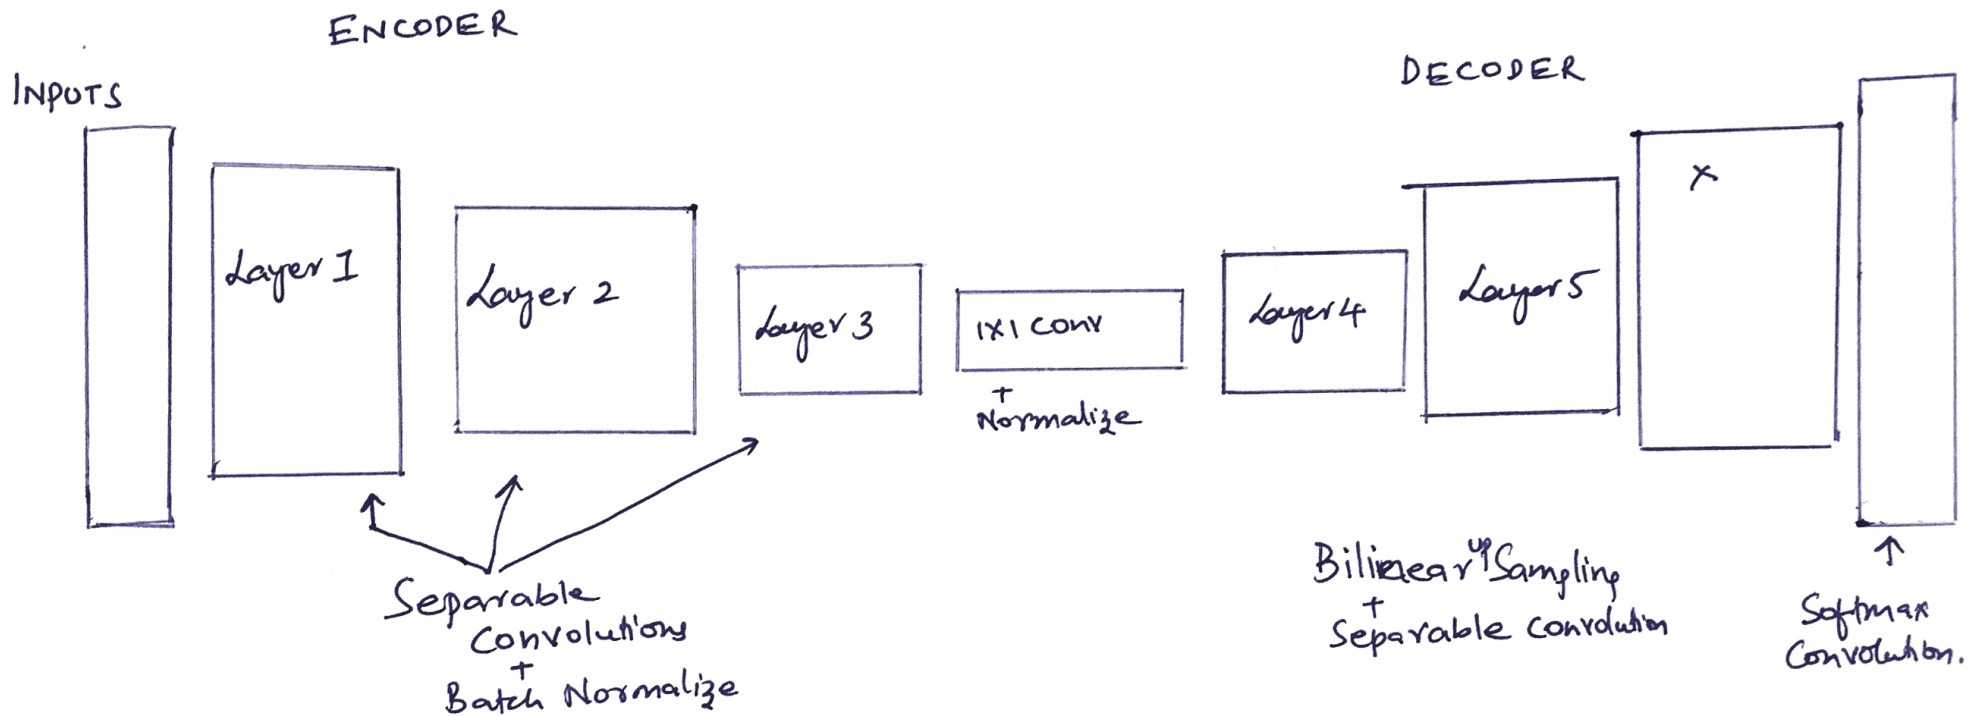 ENCODER
DECODER
INPUTS
Layer 1
Layer 2
Layer 3
1x1 conv
+
Normalize
Layer 4
Layer 5
x
Separable
Convolutions
+
Batch Normalize
Bilinear up Sampling
+
Separable convolution
Softmax
Convolution.